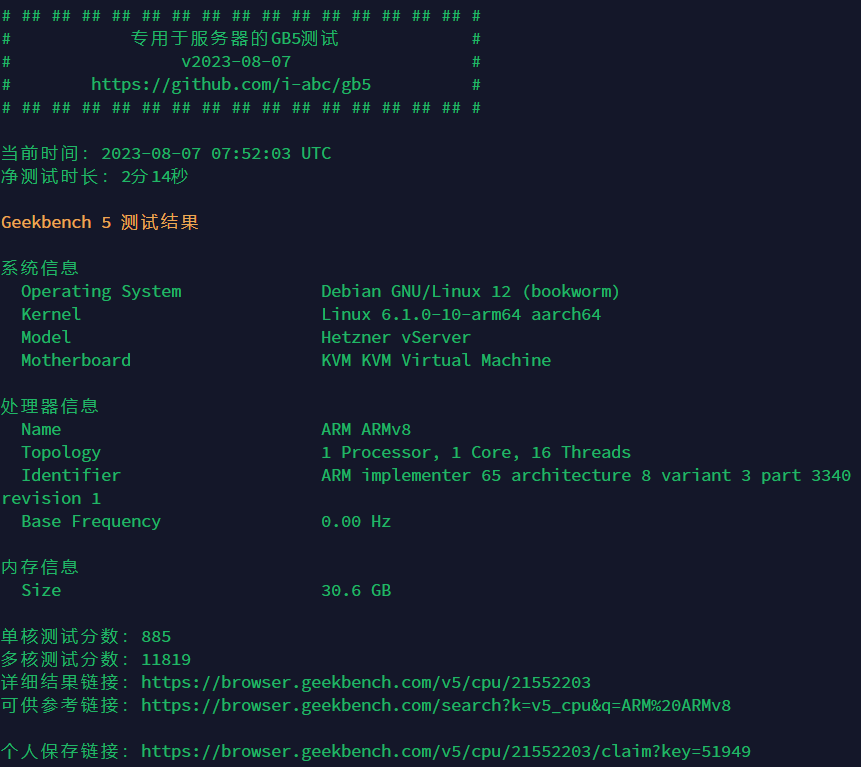 # ## ## ## ## ## ## ## ## ## ## ## ## ## ## ## #
# 专用于服务器的GB5测试 #
# v2023-08-07 #
# https://github.com/i-abc/gb5 #
# ## ## ## ## ## ## ## ## ## ## ## ## ## ## ## #
当前时间: 2023-08-07 07:52:03 UTC
净测试时长: 2分14秒
Geekbench 5 测试结果
系统信息
Operating System Debian GNU/Linux 12 (bookworm)
Kernel Linux 6.1.0-10-arm64 aarch64
Model Hetzner vServer
Motherboard KVM KVM Virtual Machine
处理器信息
Name ARM ARMv8
Topology 1 Processor, 1 Core, 16 Threads
Identifier ARM implementer 65 architecture 8 variant 3 part 3340
revision 1
Base Frequency 0.00 Hz
内存信息
Size 30.6 GB
单核测试分数: 885
多核测试分数: 11819
详细结果链接: https://browser.geekbench.com/v5/cpu/21552203
可供参考链接: https://browser.geekbench.com/search?k=v5_cpu&q=ARM%20ARMv8
个人保存链接: https://browser.geekbench.com/v5/cpu/21552203/claim?key=51949